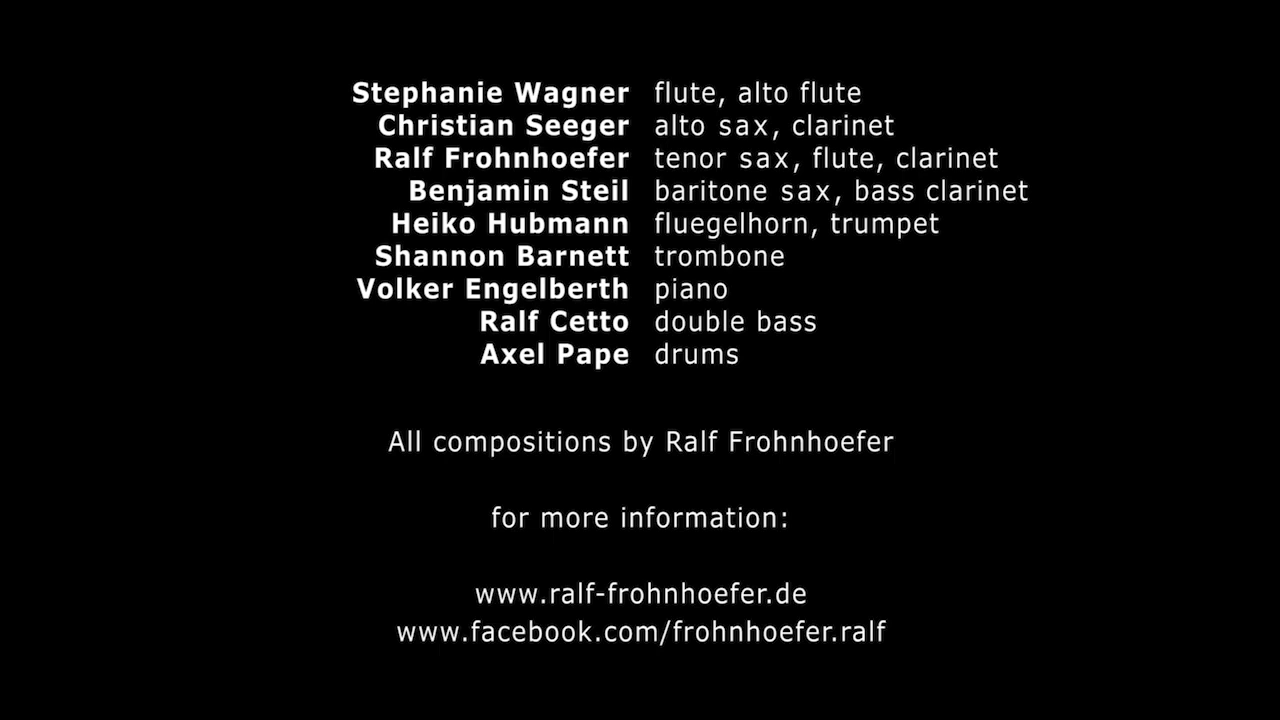 Stephanie Wagner flute, alto flute
Christian Seeger alto sax, clarinet
Ralf Frohnhoefer tenor sax, flute, clarinet
Benjamin Steil baritone sax, bass clarinet
Heiko Hubmann fluegelhorn, trumpet
Shannon Barnett trombone
Volker Engelberth piano
Ralf Cetto double bass
Axel Pape drums
All compositions by Ralf Frohnhoefer
for more information:
www.ralf-frohnhoefer.de
www.facebook.com/frohnhoefer.ralf